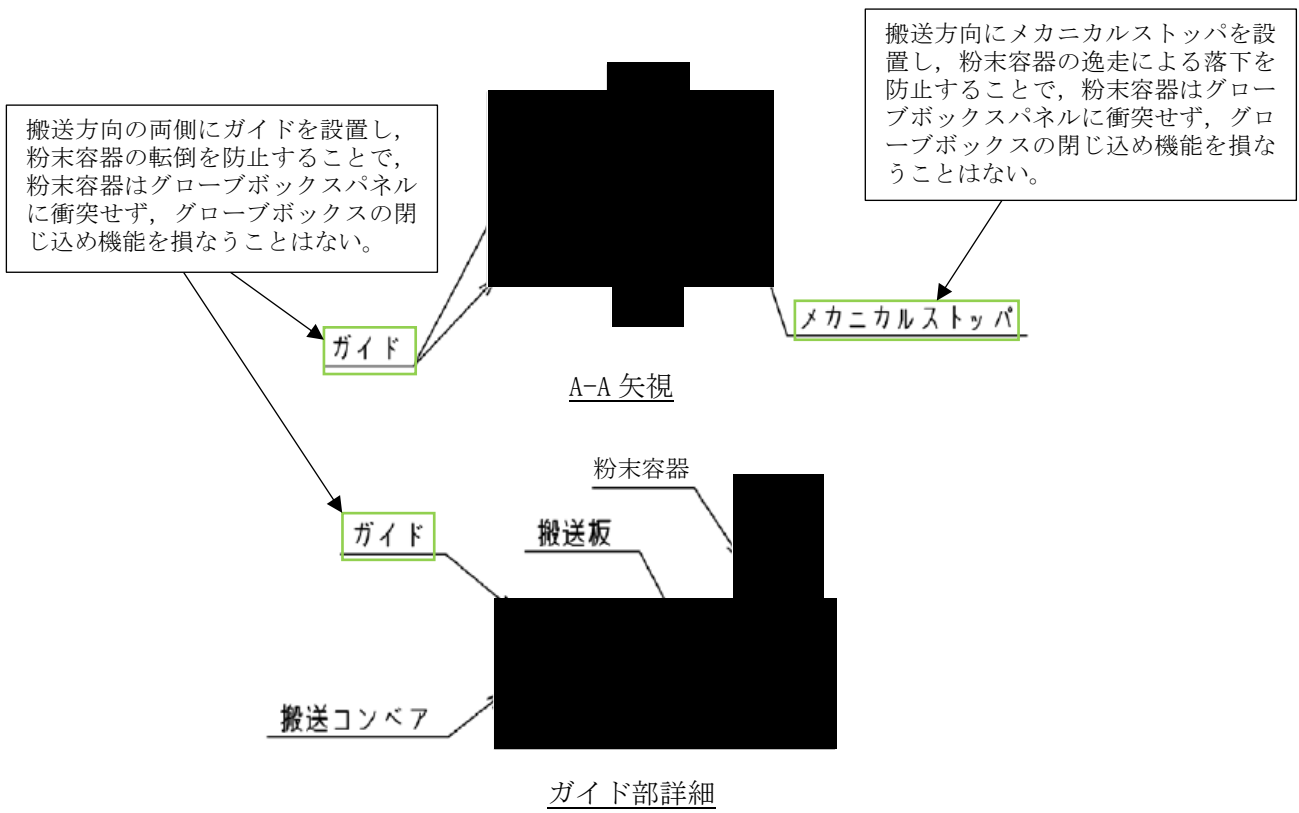 搬送方向にメカニカルストッパを設
置し，粉末容器の逸走による落下を
防止することで，粉末容器はグロー
ブボックスパネルに衝突せず，グロ
ーブボックスの閉じ込め機能を損な
うことはない。
搬送方向の両側にガイドを設置し，
粉末容器の転倒を防止することで，
粉末容器はグローブボックスパネル
に衝突せず，グローブボックスの閉
じ込め機能を損なうことはない。
メカニカルストッパ
ガイド
A-A 矢視
粉末容器
ガイド
搬送板
搬送コンベア
ガイド部詳細